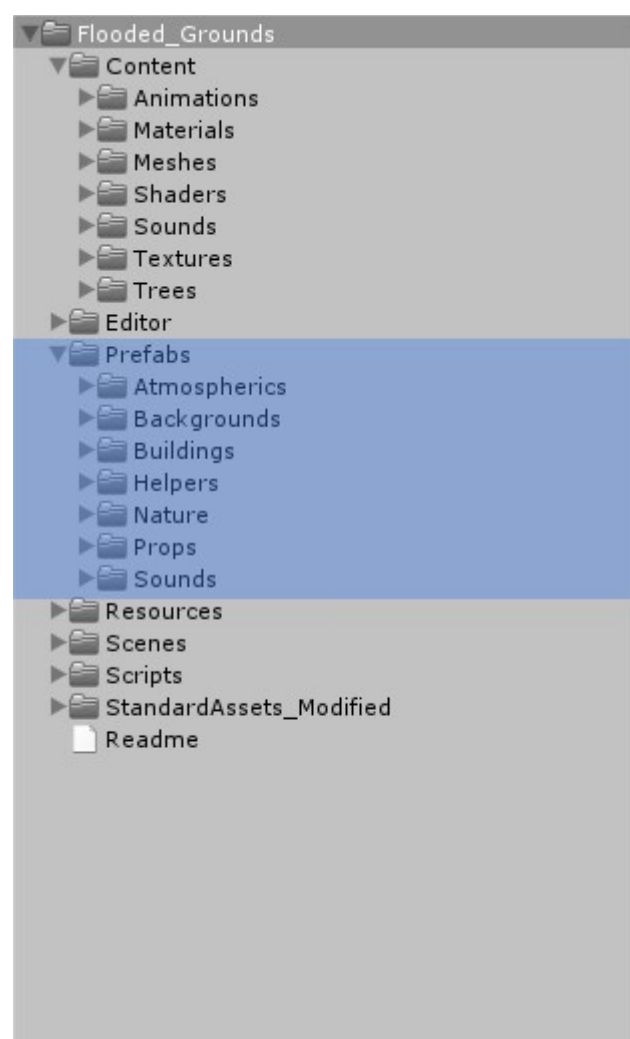 Flooded_Grounds
Content
Animations
Materials
Meshes
Shaders
Sounds
Textures
Trees
Editor
Prefabs
Atmospherics
Backgrounds
Buildings
Helpers
Nature
Props
Sounds
Resources
Scenes
Scripts
StandardAssets_Modified
Readme